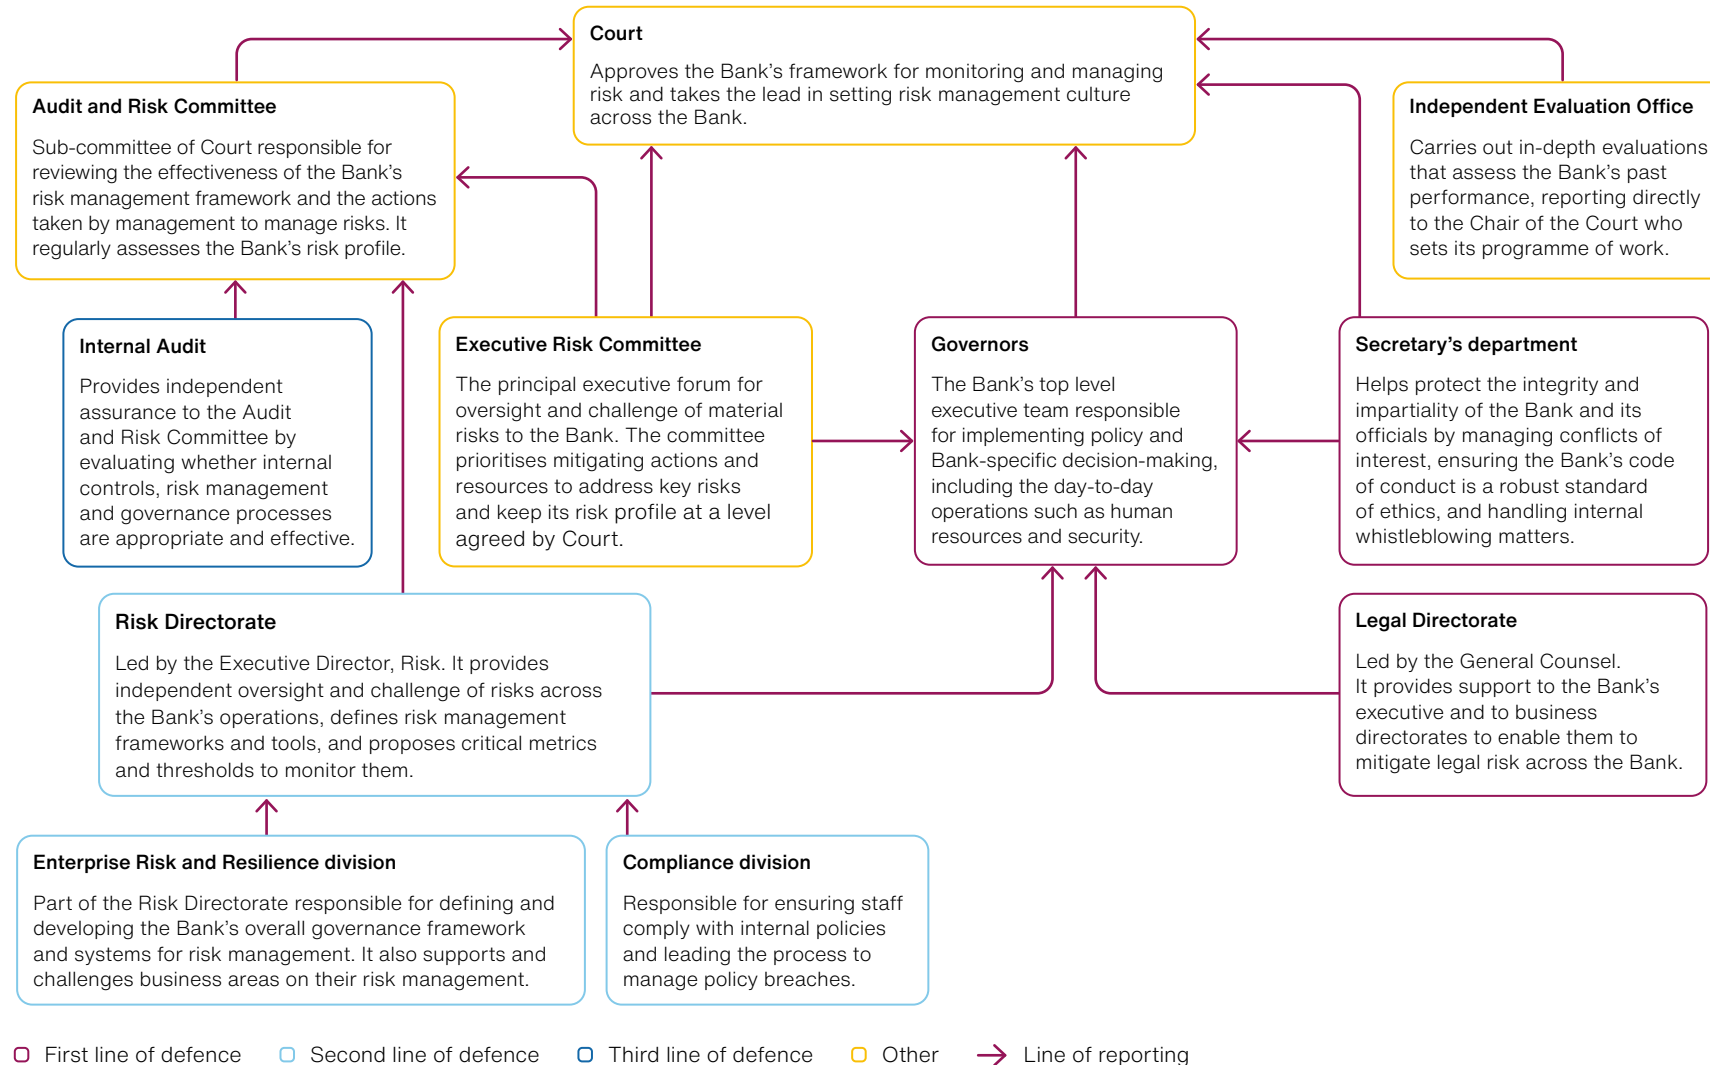 Court
Approves the Bank's framework for monitoring and managing
risk and takes the lead in setting risk management culture
across the Bank.
Audit and Risk Committee
Sub-committee of Court responsible for
reviewing the effectiveness of the Bank's
risk management framework and the actions
taken by management to manage risks. It
regularly assesses the Bank's risk profile.
Independent Evaluation Office
Carries out in-depth evaluations
that assess the Bank's past
performance, reporting directly
to the Chair of the Court who
sets its programme of work.
Internal Audit
Provides independent
assurance to the Audit
and Risk Committee by
evaluating whether internal
controls, risk management
and governance processes
are appropriate and effective.
Executive Risk Committee
The principal executive forum for
oversight and challenge of material
risks to the Bank. The committee
prioritises mitigating actions and
resources to address key risks
and keep its risk profile at a level
agreed by Court.
Governors
The Bank's top level
executive team responsible
for implementing policy and
Bank-specific decision-making,
including the day-to-day
operations such as human
resources and security.
Secretary's department
Helps protect the integrity and
impartiality of the Bank and its
officials by managing conflicts of
interest, ensuring the Bank's code
of conduct is a robust standard
of ethics, and handling internal
whistleblowing matters.
Risk Directorate
Led by the Executive Director, Risk. It provides
independent oversight and challenge of risks across
the Bank's operations, defines risk management
frameworks and tools, and proposes critical metrics
and thresholds to monitor them.
Legal Directorate
Led by the General Counsel.
It provides support to the Bank's
executive and to business
directorates to enable them to
mitigate legal risk across the Bank.
Enterprise Risk and Resilience division
Part of the Risk Directorate responsible for defining and
developing the Bank's overall governance framework
and systems for risk management. It also supports and
challenges business areas on their risk management.
Compliance division
Responsible for ensuring staff
comply with internal policies
and leading the process to
manage policy breaches.
First line of defence
Second line of defence
Third line of defence
Other
Line of reporting